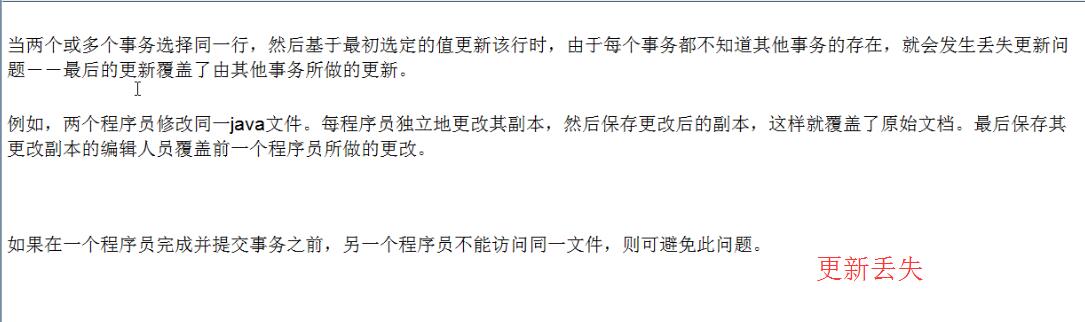 当两个或多个事务选择同一行，然后基于最初选定的值更新该行时，由于每个事务都不知道其他事务的存在，就会发生丢失更新问
题－－最后的更新覆盖了由其他事务所做的更新。
例如，两个程序员修改同一java文件。每程序员独立地更改其副本，然后保存更改后的副本，这样就覆盖了原始文档。最后保存其
更改副本的编辑人员覆盖前一个程序员所做的更改。
如果在一个程序员完成并提交事务之前，另一个程序员不能访问同一文件，则可避免此问题。
更新丢失